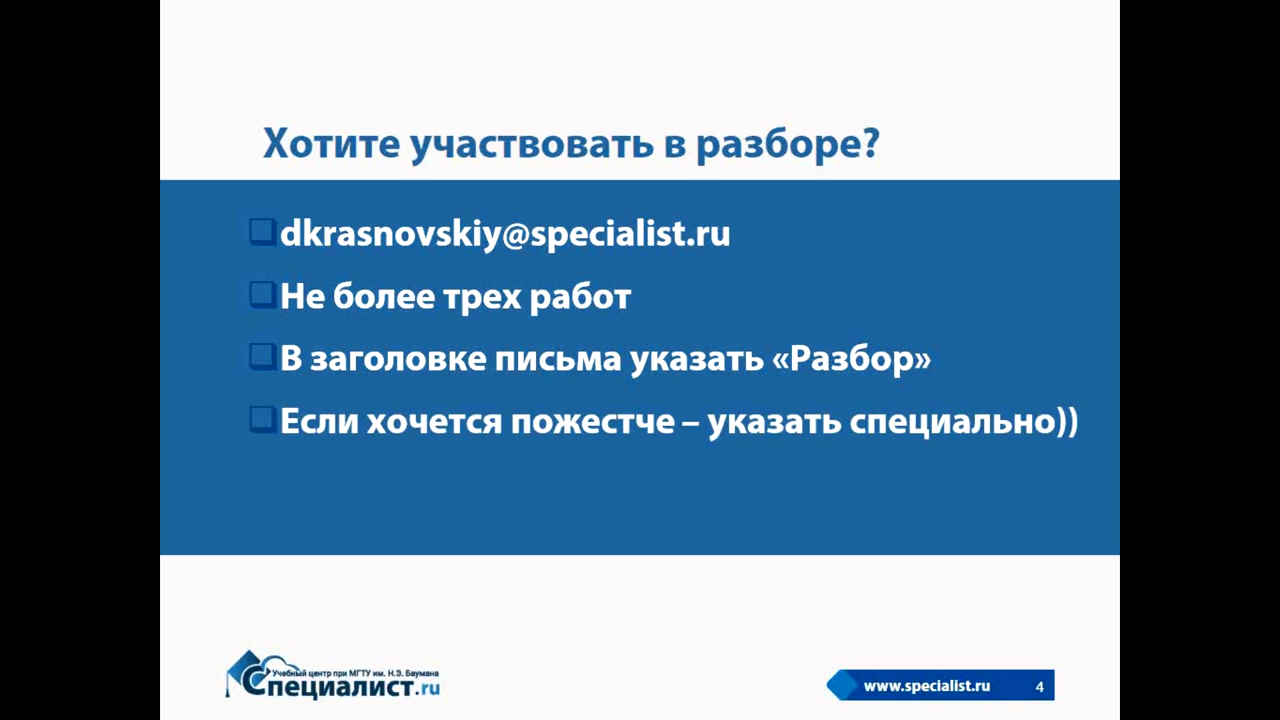 Хотите участвовать в разборе?
dkrasnovskiy@specialist.ru
Не более трех работ
В заголовке письма указать «Разбор»
Если хочется пожестче – указать специально))
Учебный центр при МГТУ им. Н.Э. Баумана
Специалист.ru
www.specialist.ru 4